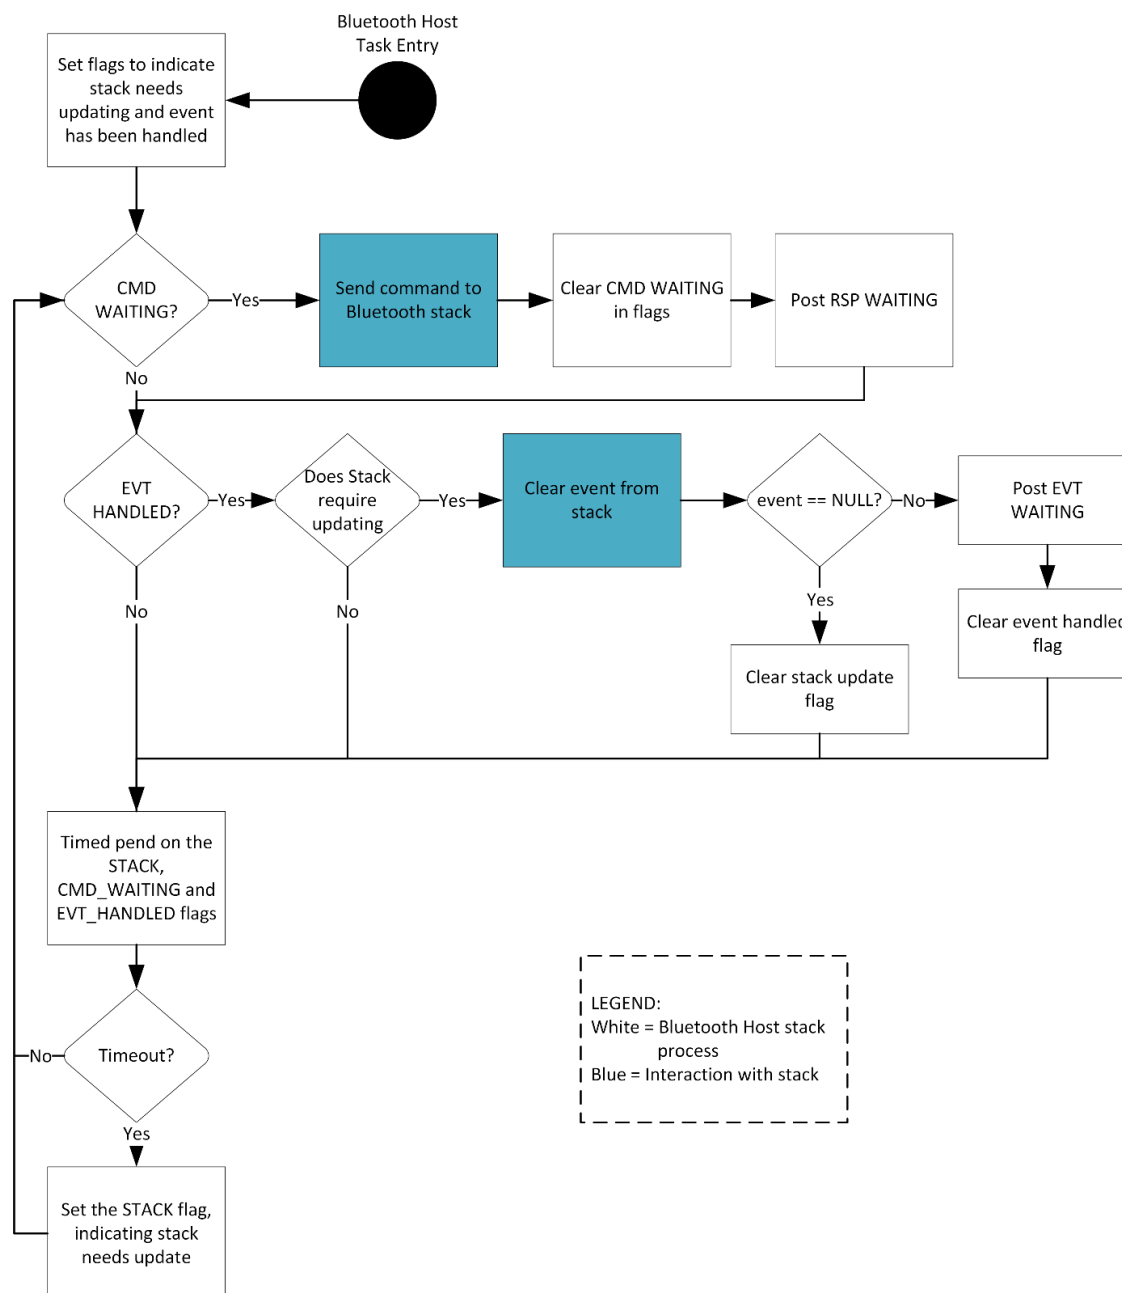 Bluetooth Host
Task Entry
Set flags to indicate
stack needs
updating and event
has been handled
CMD
WAITING?
Yes
Send command to
Bluetooth stack
Clear CMD WAITING
in flags
Post RSP WAITING
No
EVT
HANDLED?
Yes
Does Stack
require
updating
Yes
Clear event from
stack
event == NULL?
No
Post EVT
WAITING
No
No
Yes
Clear event handled
flag
Clear stack update
flag
Timed pend on the
STACK,
CMD_WAITING and
EVT_HANDLED flags
No
Timeout?
Yes
Set the STACK flag,
indicating stack
needs update
LEGEND:
White = Bluetooth Host stack
process
Blue = Interaction with stack